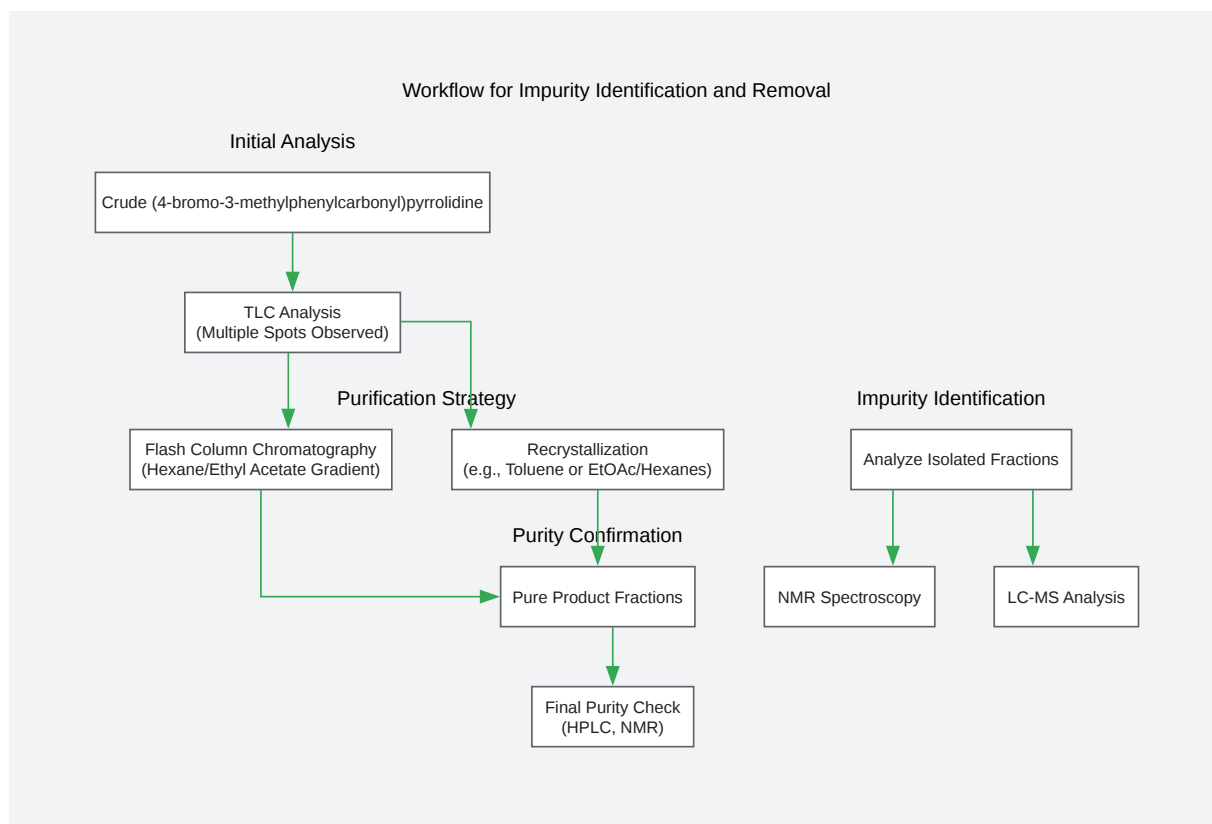 Workflow for Impurity Identification and Removal
Initial Analysis
Crude (4-bromo-3-methylphenylcarbonyl)pyrrolidine
TLC Analysis
(Multiple Spots Observed)
Purification Strategy
Flash Column Chromatography
(Hexane/Ethyl Acetate Gradient)
Recrystallization
(e.g., Toluene or EtOAc/Hexanes)
Purity Confirmation
Pure Product Fractions
Final Purity Check
(HPLC, NMR)
Impurity Identification
Analyze Isolated Fractions
NMR Spectroscopy
LC-MS Analysis